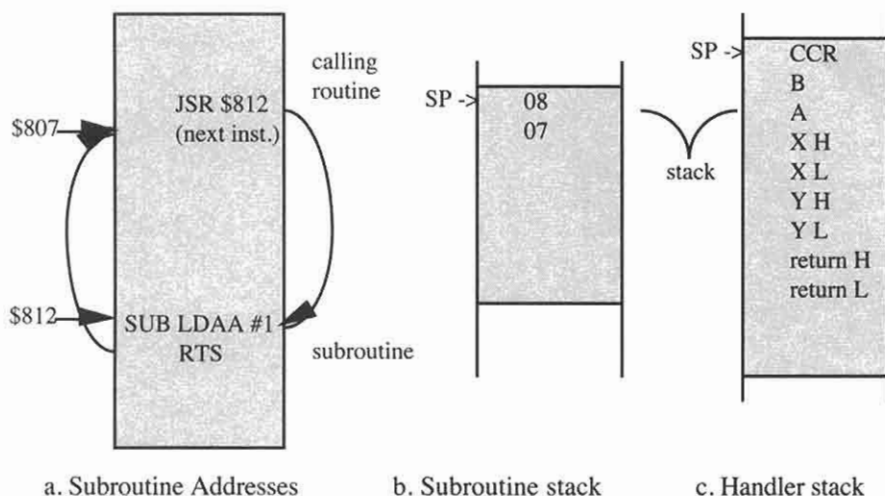 JSR $812
(next inst.)
$807
calling
routine
$812
SUB LDAA #1
RTS
subroutine
a. Subroutine Addresses
SP ->
08
07
b. Subroutine stack
stack
SP ->
CCR
B
A
X H
X L
Y H
Y L
return H
return L
c. Handler stack